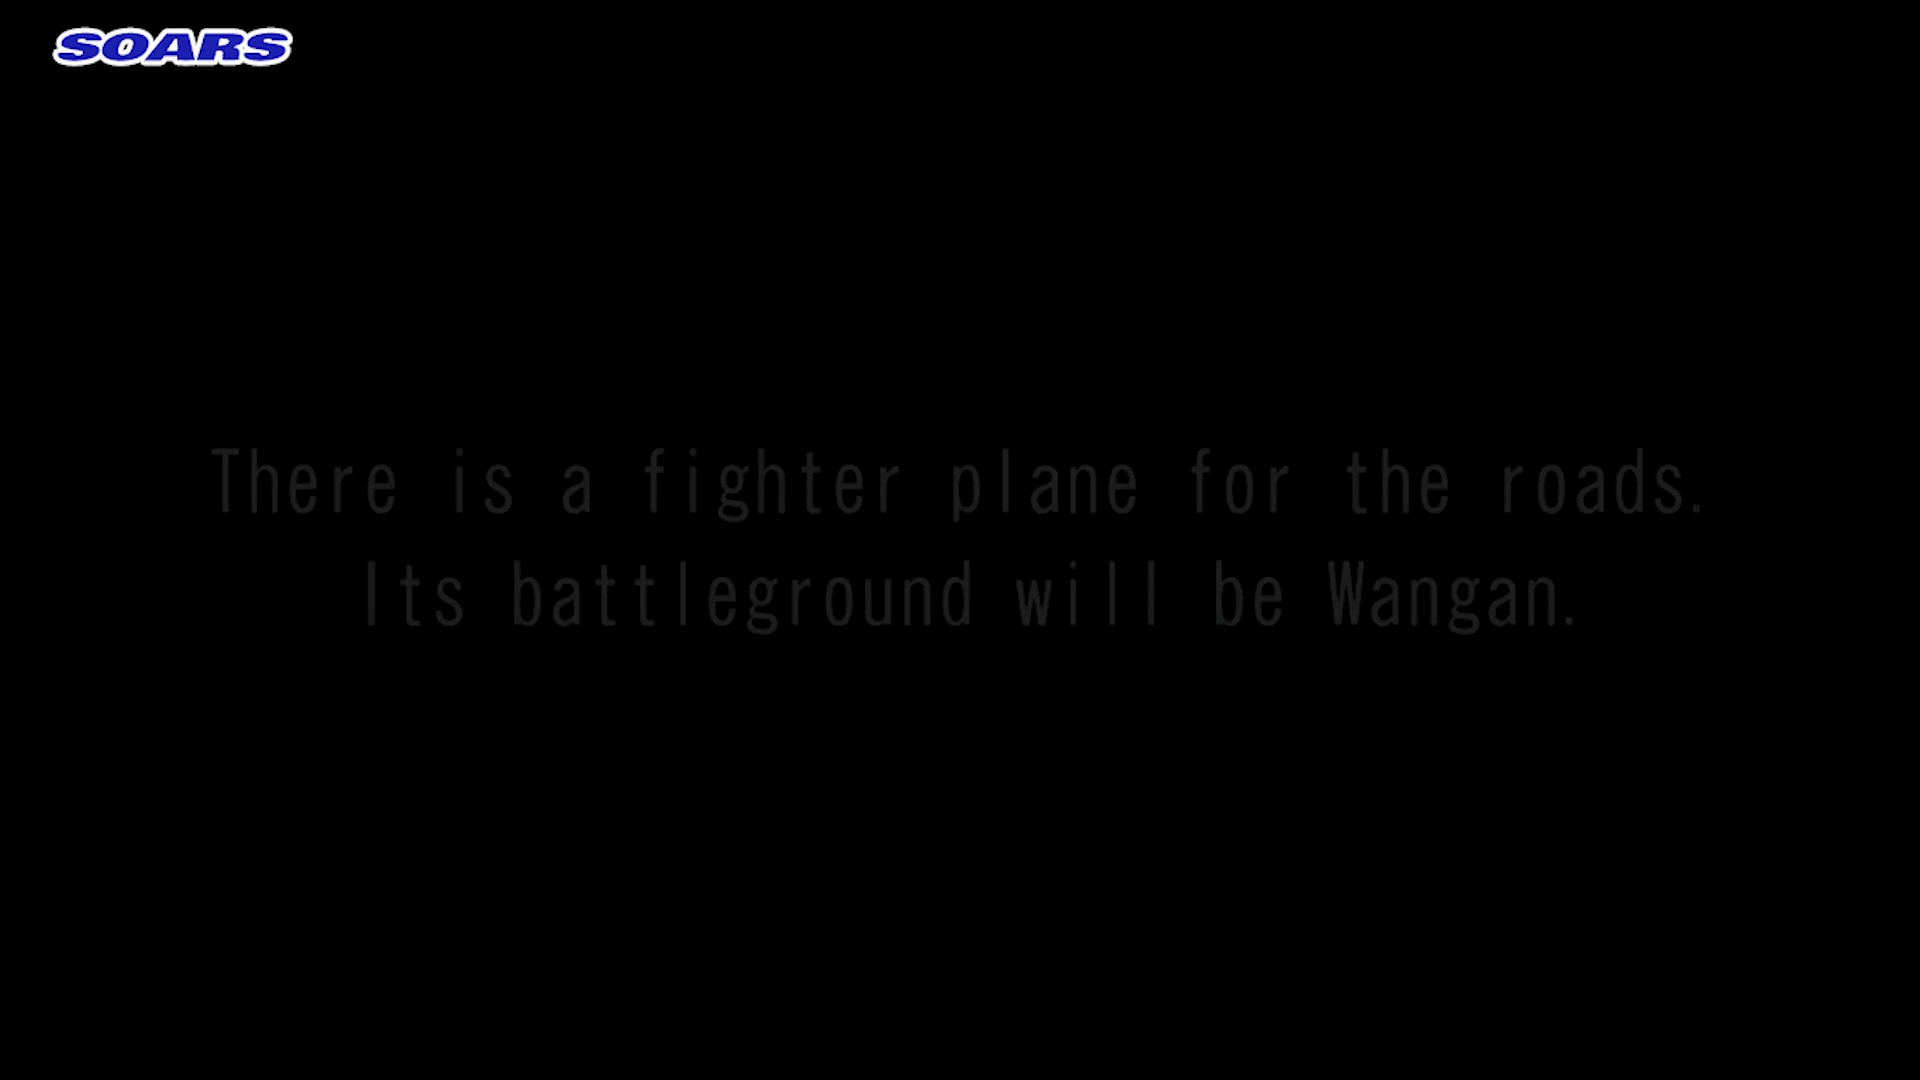 SOARS
There is a fighter plane for the roads.
Its battleground will be Wangan.